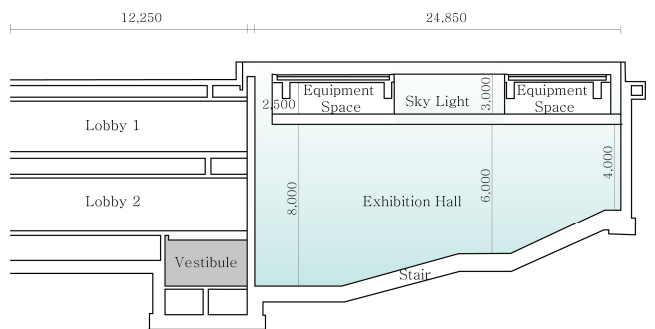 12,250
24,850
Equipment
Space
Sky Light
Equipment
Space
2,500
3,000
Lobby 1
Lobby 2
Exhibition Hall
8,000
6,000
4,000
Vestibule
Stair